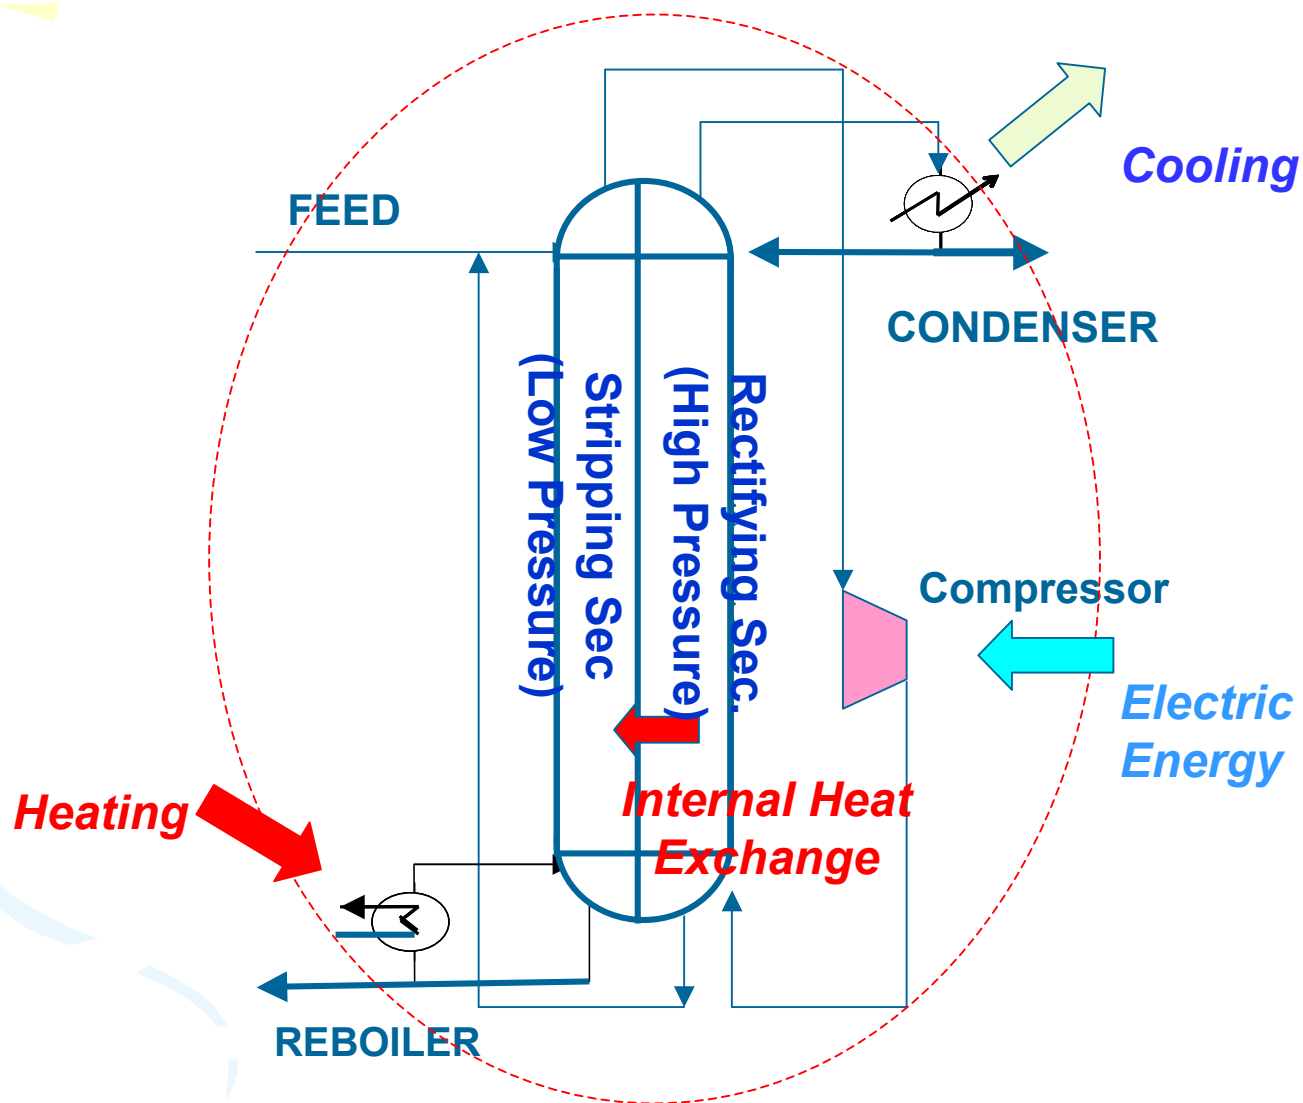 Cooling
FEED
CONDENSER
Rectifying Sec.
(High Pressure)
Stripping Sec
(Low Pressure)
Compressor
Electric
Energy
Internal Heat
Exchange
Heating
REBOILER